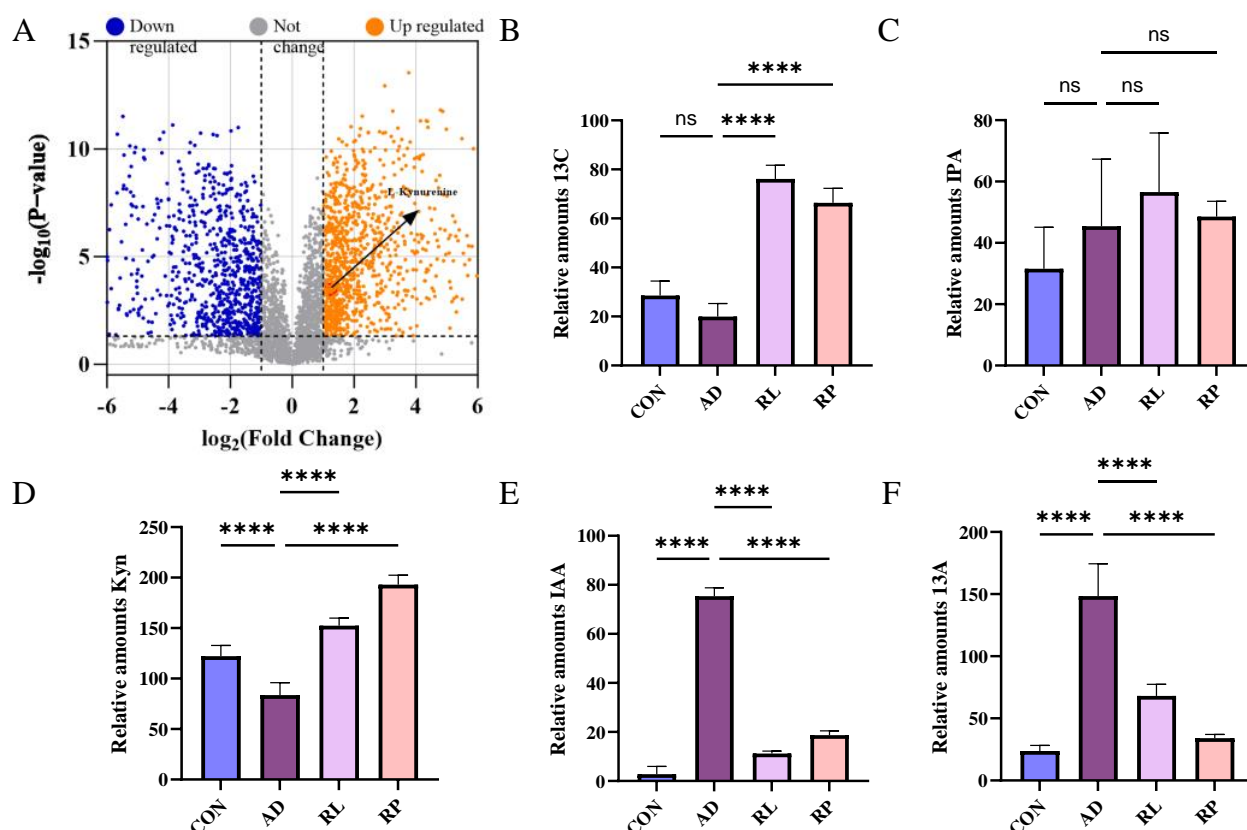 A
Down regulated
Not change
Up regulated
15
10
5
0
-log10(P−value)
L-Kynurenine
-6
-4
-2
0
2
4
6
log2(Fold Change)
B
ns
****
****
Relative amounts 13C
100
80
60
40
20
0
CON
AD
RL
RP
C
ns
ns
ns
Relative amounts IPA
80
60
40
20
0
CON
AD
RL
RP
D
****
****
****
Relative amounts Kyn
250
200
150
100
50
0
CON
AD
RL
RP
E
****
****
****
Relative amounts IAA
100
80
60
40
20
0
CON
AD
RL
RP
F
****
****
****
Relative amounts 13A
200
150
100
50
0
CON
AD
RL
RP